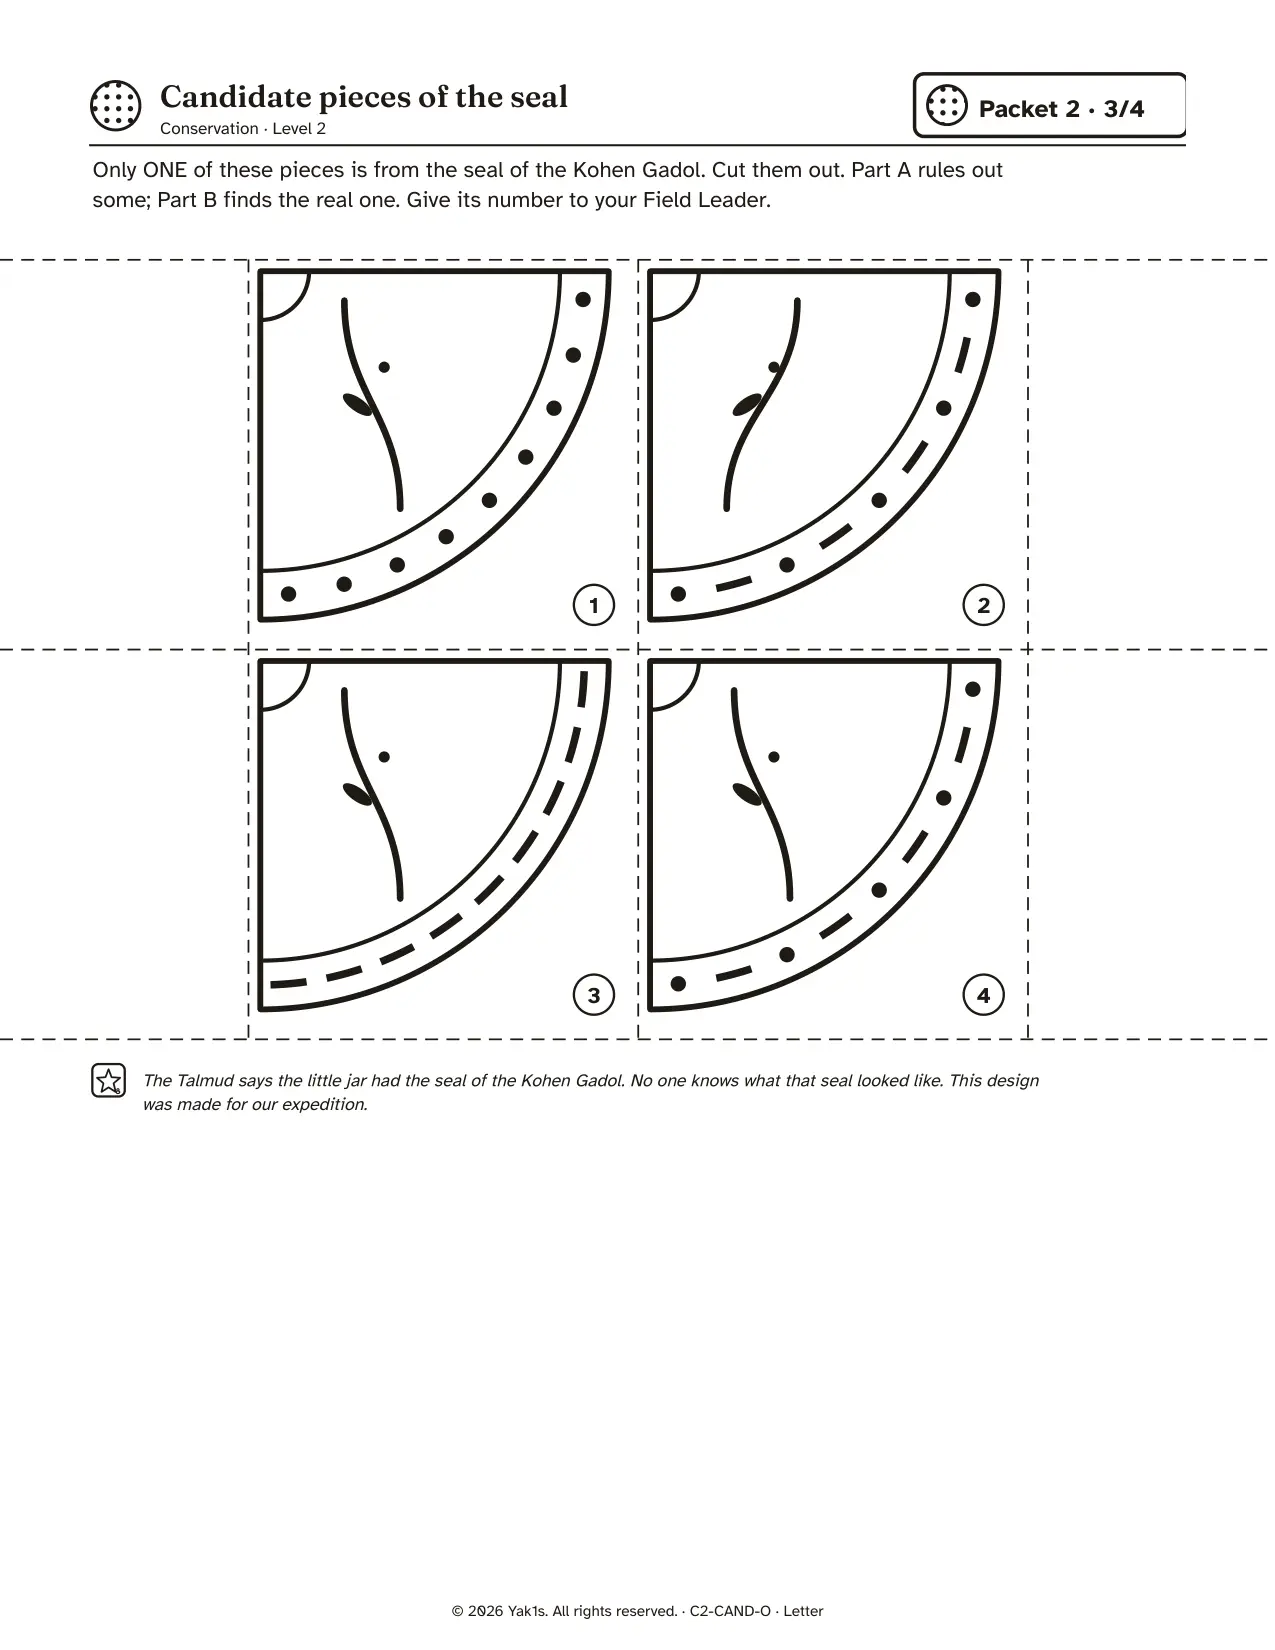 Candidate pieces of the seal
Conservation · Level 2
Packet 2 · 3/4
Only ONE of these pieces is from the seal of the Kohen Gadol. Cut them out. Part A rules out
some; Part B finds the real one. Give its number to your Field Leader.
1
2
3
4
The Talmud says the little jar had the seal of the Kohen Gadol. No one knows what that seal looked like. This design
was made for our expedition.
© 2026 Yak1s. All rights reserved. · C2-CAND-O · Letter